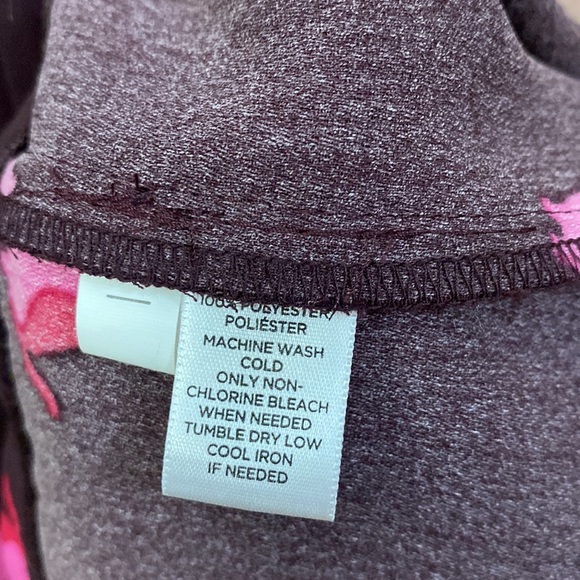 100% POLYESTER/
POLIÉSTER
MACHINE WASH
COLD
ONLY NON-
CHLORINE BLEACH
WHEN NEEDED
TUMBLE DRY LOW
COOL IRON
IF NEEDED